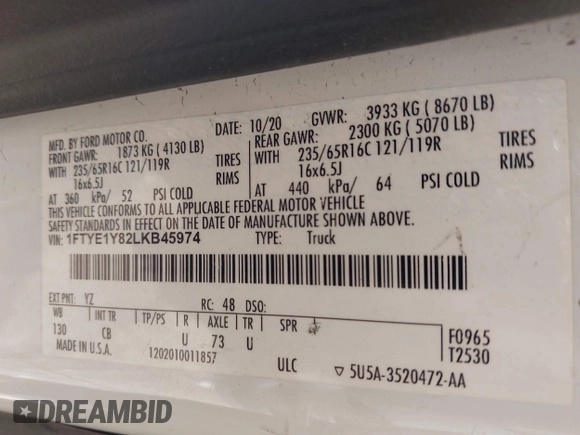 MFD. BY FORD MOTOR CO. DATE: 10/20 GVWR: 3933 KG ( 8670 LB)
FRONT GAWR: 1873 KG ( 4130 LB) REAR GAWR: 2300 KG ( 5070 LB)
WITH 235/65R16C 121/119R TIRES WITH 235/65R16C 121/119R TIRES
16x6.5J RIMS 16x6.5J RIMS
AT 360 kPa/ 52 PSI COLD AT 440 kPa/ 64 PSI COLD
THIS VEHICLE CONFORMS TO ALL APPLICABLE FEDERAL MOTOR VEHICLE
SAFETY STANDARDS IN EFFECT ON THE DATE OF MANUFACTURE SHOWN ABOVE.
VIN: 1FTYE1Y82LKB45974 TYPE: Truck
EXT PNT: YZ RC: 48 DSO:
WB INT TR TP/PS R AXLE TR SPR
130 CB U 73 U
F0965
T2530
MADE IN U.S.A. 1202010011857 ULC ▽ 5U5A-3520472-AA
DREAMBID